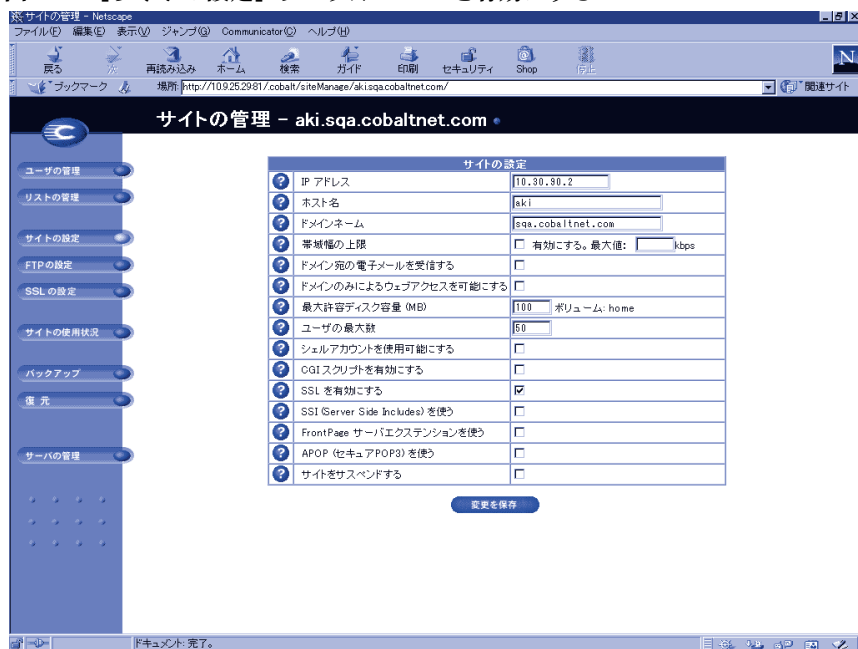 サイトの管理 - Netscape
ファイル(F) 編集(E) 表示(V) ジャンプ(G) Communicator(C) ヘルプ(H)
戻る 次 再読み込み ホーム 検索 ガイド 印刷 セキュリティ Shop 停止
ブックマーク 場所: http://10.9.25.29:81/.cobalt/siteManage/aki.sqa.cobaltnet.com/ 関連サイト
サイトの管理 - aki.sqa.cobaltnet.com
ユーザの管理
リストの管理
サイトの設定
FTPの設定
SSLの設定
サイトの使用状況
バックアップ
復元
サーバの管理
サイトの設定
IP アドレス 10.30.90.2
ホスト名 aki
ドメインネーム sqa.cobaltnet.com
帯域幅の上限 有効にする。最大値: kbps
ドメイン宛の電子メールを受信する
ドメインのみによるウェブアクセスを可能にする
最大許容ディスク容量 (MB) 100 ボリューム: home
ユーザの最大数 50
シェルアカウントを使用可能にする
CGIスクリプトを有効にする
SSL を有効にする
SSI (Server Side Includes) を使う
FrontPage サーバエクステンションを使う
APOP (セキュアPOP3) を使う
サイトをサスペンドする
変更を保存
ドキュメント: 完了。